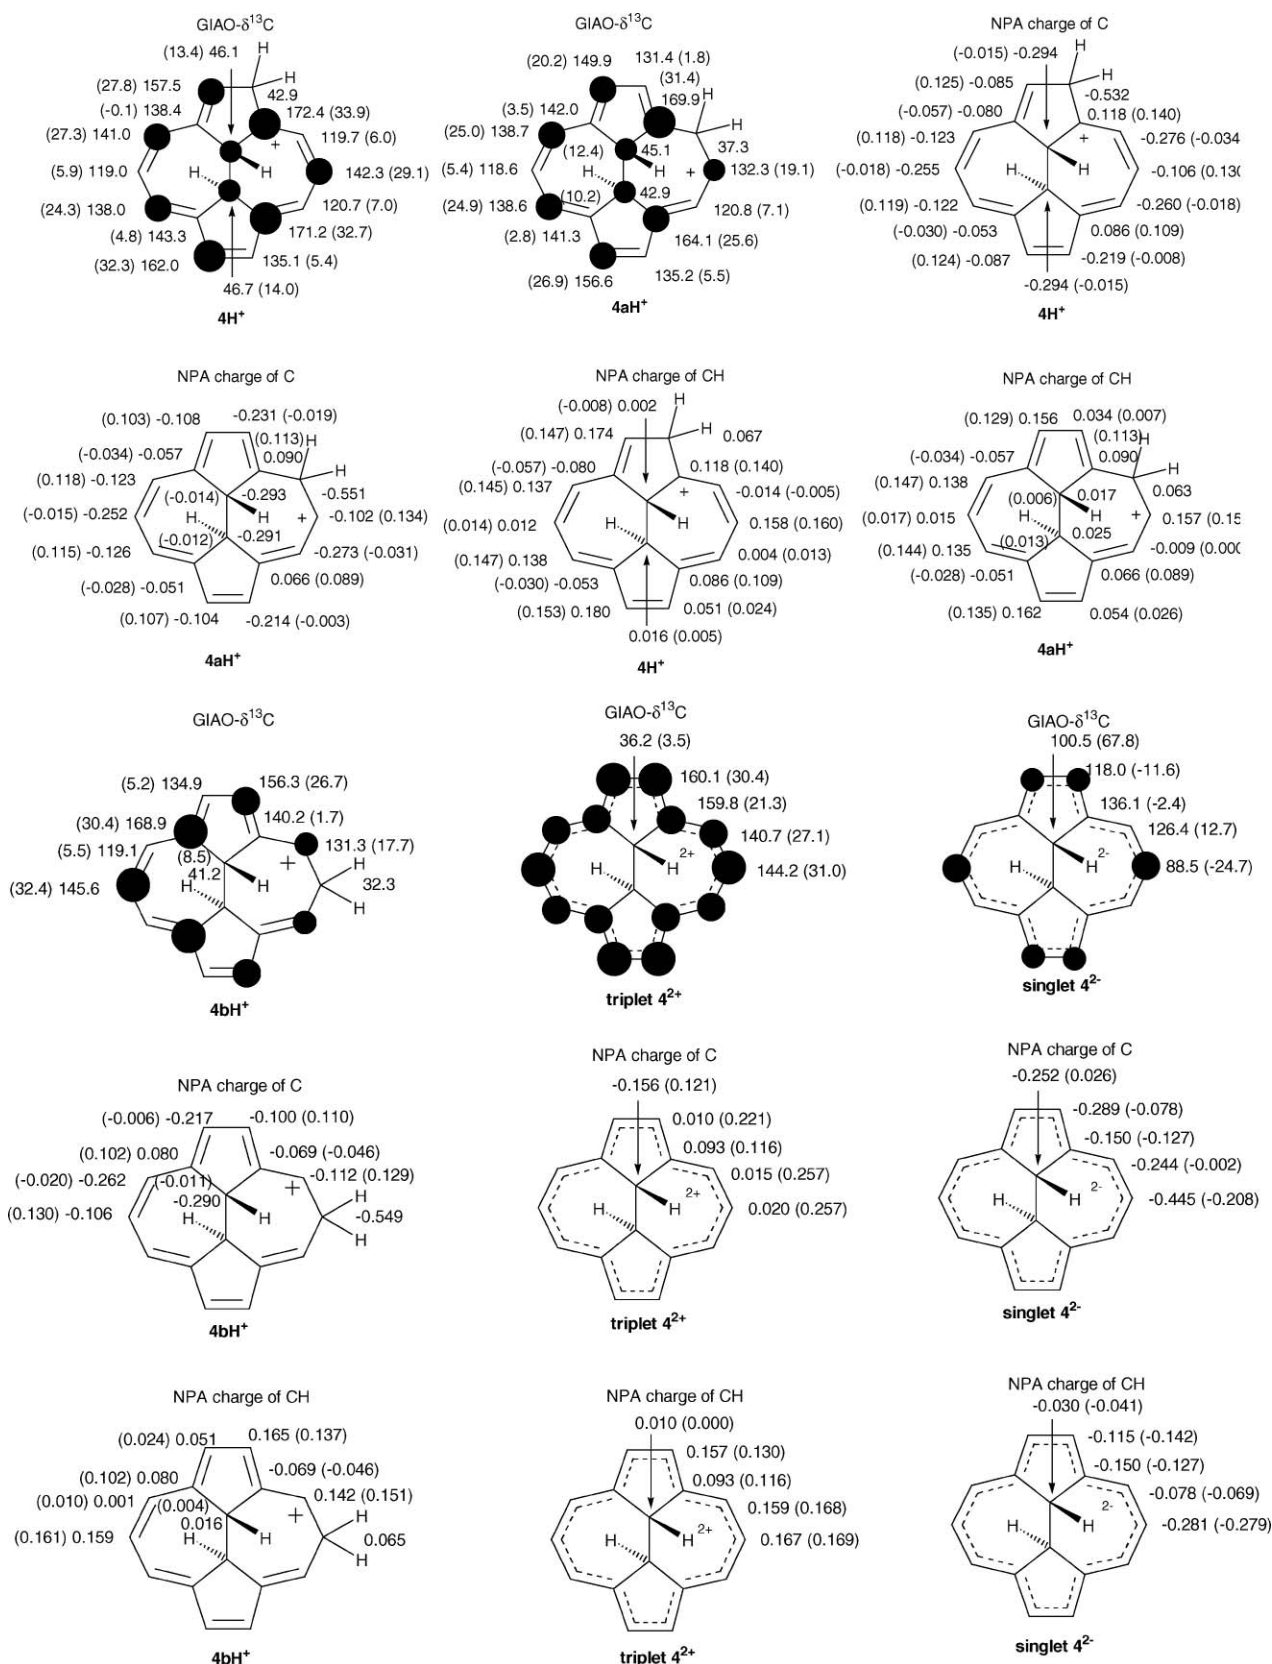 GIAO-δ¹³C
(13.4) 46.1
H
H
(27.8) 157.5
42.9
(-0.1) 138.4
172.4 (33.9)
(27.3) 141.0
119.7 (6.0)
+
(5.9) 119.0
H
H
142.3 (29.1)
(24.3) 138.0
120.7 (7.0)
(4.8) 143.3
171.2 (32.7)
(32.3) 162.0
135.1 (5.4)
46.7 (14.0)
4H⁺
GIAO-δ¹³C
(20.2) 149.9
131.4 (1.8)
(31.4)
169.9
H
H
(3.5) 142.0
(25.0) 138.7
(12.4)
45.1
37.3
(5.4) 118.6
H
H
+
132.3 (19.1)
(24.9) 138.6
(10.2)
42.9
120.8 (7.1)
(2.8) 141.3
164.1 (25.6)
(26.9) 156.6
135.2 (5.5)
4aH⁺
NPA charge of C
(-0.015) -0.294
H
H
(0.125) -0.085
-0.532
(-0.057) -0.080
0.118 (0.140)
(0.118) -0.123
+
-0.276 (-0.034
(-0.018) -0.255
H
H
-0.106 (0.130
(0.119) -0.122
-0.260 (-0.018)
(-0.030) -0.053
0.086 (0.109)
(0.124) -0.087
-0.219 (-0.008)
-0.294 (-0.015)
4H⁺
NPA charge of C
(0.103) -0.108
-0.231 (-0.019)
(0.113)
H
(-0.034) -0.057
0.090
H
(0.118) -0.123
(-0.014)
-0.293
-0.551
(-0.015) -0.252
H
H
+
-0.102 (0.134)
(0.115) -0.126
(-0.012)
-0.291
-0.273 (-0.031)
(-0.028) -0.051
0.066 (0.089)
(0.107) -0.104
-0.214 (-0.003)
4aH⁺
NPA charge of CH
(-0.008) 0.002
H
H
(0.147) 0.174
0.067
(-0.057) -0.080
0.118 (0.140)
(0.145) 0.137
+
-0.014 (-0.005)
(0.014) 0.012
H
H
0.158 (0.160)
(0.147) 0.138
0.004 (0.013)
(-0.030) -0.053
0.086 (0.109)
(0.153) 0.180
0.051 (0.024)
0.016 (0.005)
4H⁺
NPA charge of CH
(0.129) 0.156
0.034 (0.007)
(0.113)
H
(-0.034) -0.057
0.090
H
(0.147) 0.138
(0.006)
0.017
0.063
(0.017) 0.015
H
H
+
0.157 (0.15
(0.144) 0.135
(0.013)
0.025
-0.009 (0.000
(-0.028) -0.051
0.066 (0.089)
(0.135) 0.162
0.054 (0.026)
4aH⁺
GIAO-δ¹³C
(5.2) 134.9
156.3 (26.7)
(30.4) 168.9
140.2 (1.7)
(5.5) 119.1
(8.5)
41.2
+
131.3 (17.7)
H
(32.4) 145.6
H
H
32.3
H
4bH⁺
GIAO-δ¹³C
36.2 (3.5)
160.1 (30.4)
159.8 (21.3)
140.7 (27.1)
H
H
2+
144.2 (31.0)
triplet 4²⁺
GIAO-δ¹³C
100.5 (67.8)
118.0 (-11.6)
136.1 (-2.4)
126.4 (12.7)
H
H
2-
88.5 (-24.7)
singlet 4²⁻
NPA charge of C
(-0.006) -0.217
-0.100 (0.110)
(0.102) 0.080
-0.069 (-0.046)
(-0.020) -0.262
(-0.011)
-0.290
+
-0.112 (0.129)
H
(0.130) -0.106
H
H
-0.549
H
4bH⁺
NPA charge of C
-0.156 (0.121)
0.010 (0.221)
0.093 (0.116)
0.015 (0.257)
H
H
2+
0.020 (0.257)
triplet 4²⁺
NPA charge of C
-0.252 (0.026)
-0.289 (-0.078)
-0.150 (-0.127)
-0.244 (-0.002)
H
H
2-
-0.445 (-0.208)
singlet 4²⁻
NPA charge of CH
(0.024) 0.051
0.165 (0.137)
(0.102) 0.080
-0.069 (-0.046)
(0.010) 0.001
(0.004)
0.016
+
0.142 (0.151)
H
(0.161) 0.159
H
H
0.065
H
4bH⁺
NPA charge of CH
0.010 (0.000)
0.157 (0.130)
0.093 (0.116)
0.159 (0.168)
H
H
2+
0.167 (0.169)
triplet 4²⁺
NPA charge of CH
-0.030 (-0.041)
-0.115 (-0.142)
-0.150 (-0.127)
-0.078 (-0.069)
H
H
2-
-0.281 (-0.279)
singlet 4²⁻